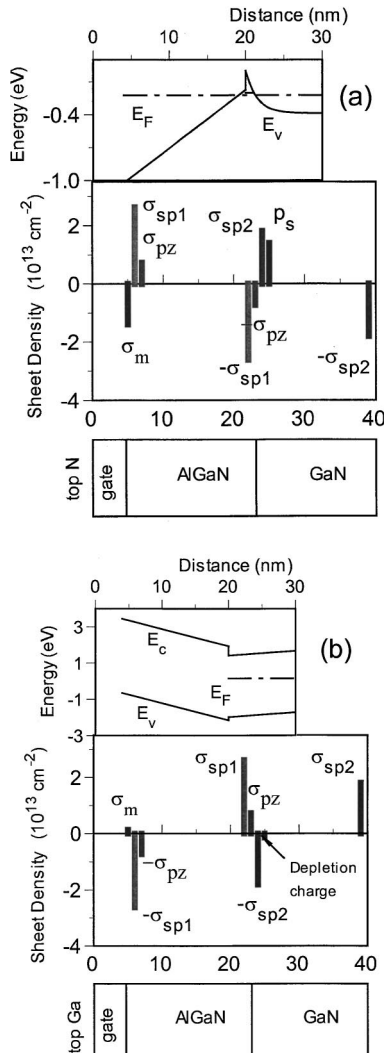 Distance (nm)
0 10 20 30
Energy (eV)
-0.4
-1.0
E_F
E_v
(a)
Sheet Density (10^13 cm^-2)
2
0
-2
-4
σ_sp1
σ_pz
σ_sp2
p_s
σ_m
-σ_pz
-σ_sp1
-σ_sp2
0 10 20 30 40
top N
gate
AlGaN
GaN
Distance (nm)
0 10 20 30
Energy (eV)
3
1
-1
-3
E_c
E_F
E_v
(b)
Sheet Density (10^13 cm^-2)
2
0
-2
-4
σ_sp1
σ_sp2
σ_m
σ_pz
-σ_pz
-σ_sp1
-σ_sp2
Depletion
charge
0 10 20 30 40
top Ga
gate
AlGaN
GaN